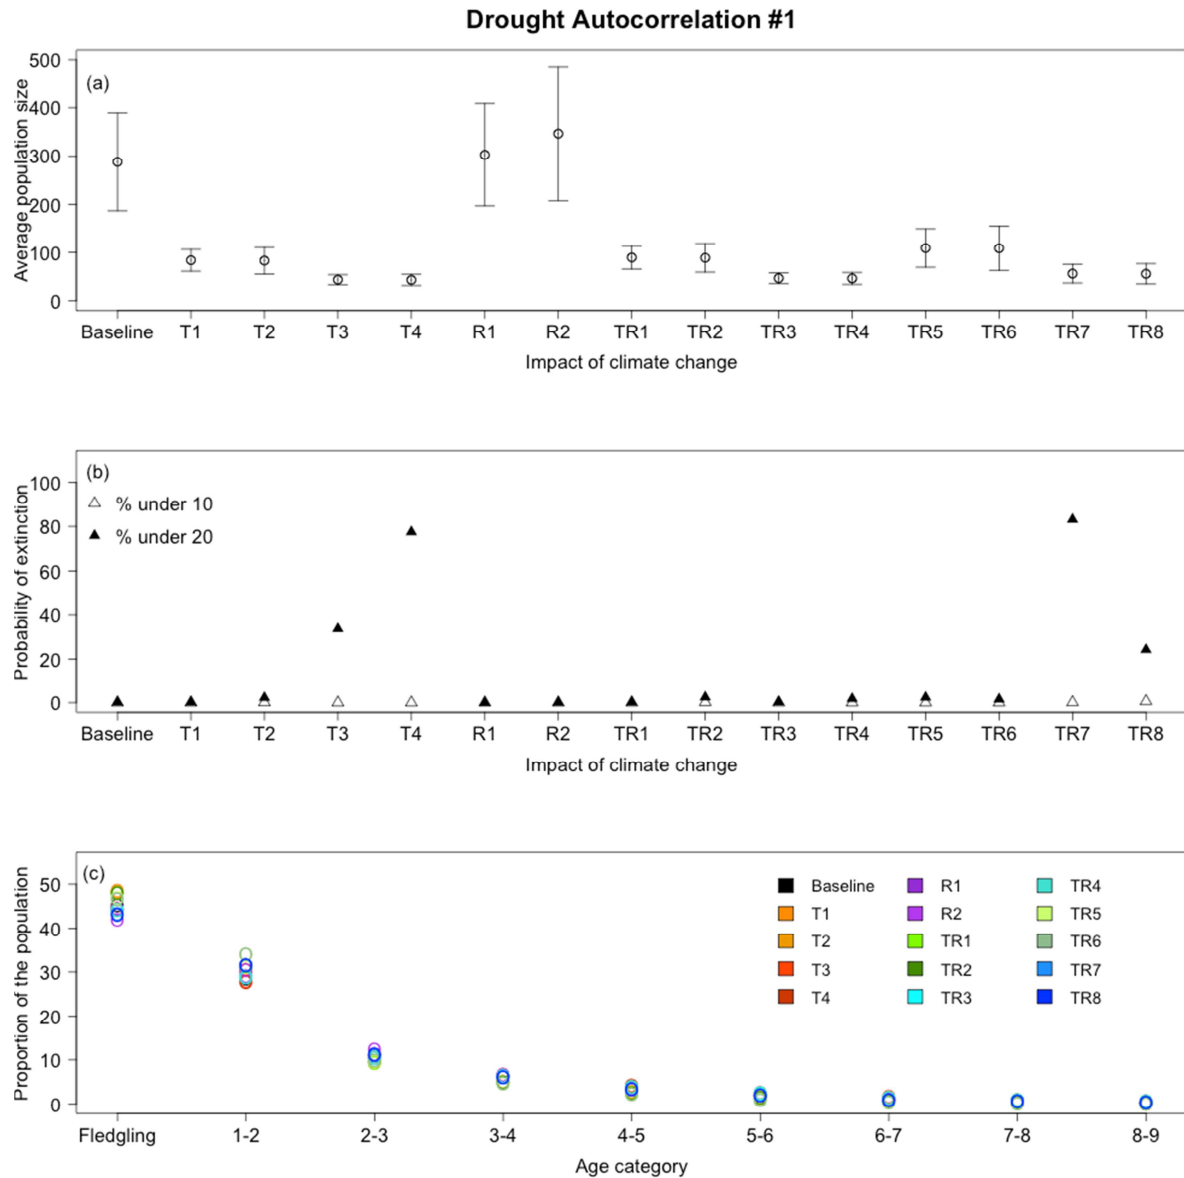 Drought Autocorrelation #1
(a)
Average population size
500
400
300
200
100
0
Baseline T1 T2 T3 T4 R1 R2 TR1 TR2 TR3 TR4 TR5 TR6 TR7 TR8
Impact of climate change
(b)
Probability of extinction
% under 10
% under 20
100
80
60
40
20
0
Baseline T1 T2 T3 T4 R1 R2 TR1 TR2 TR3 TR4 TR5 TR6 TR7 TR8
Impact of climate change
(c)
Proportion of the population
50
40
30
20
10
0
Baseline R1 TR4
T1 R2 TR5
T2 TR1 TR6
T3 TR2 TR7
T4 TR3 TR8
Fledgling 1-2 2-3 3-4 4-5 5-6 6-7 7-8 8-9
Age category